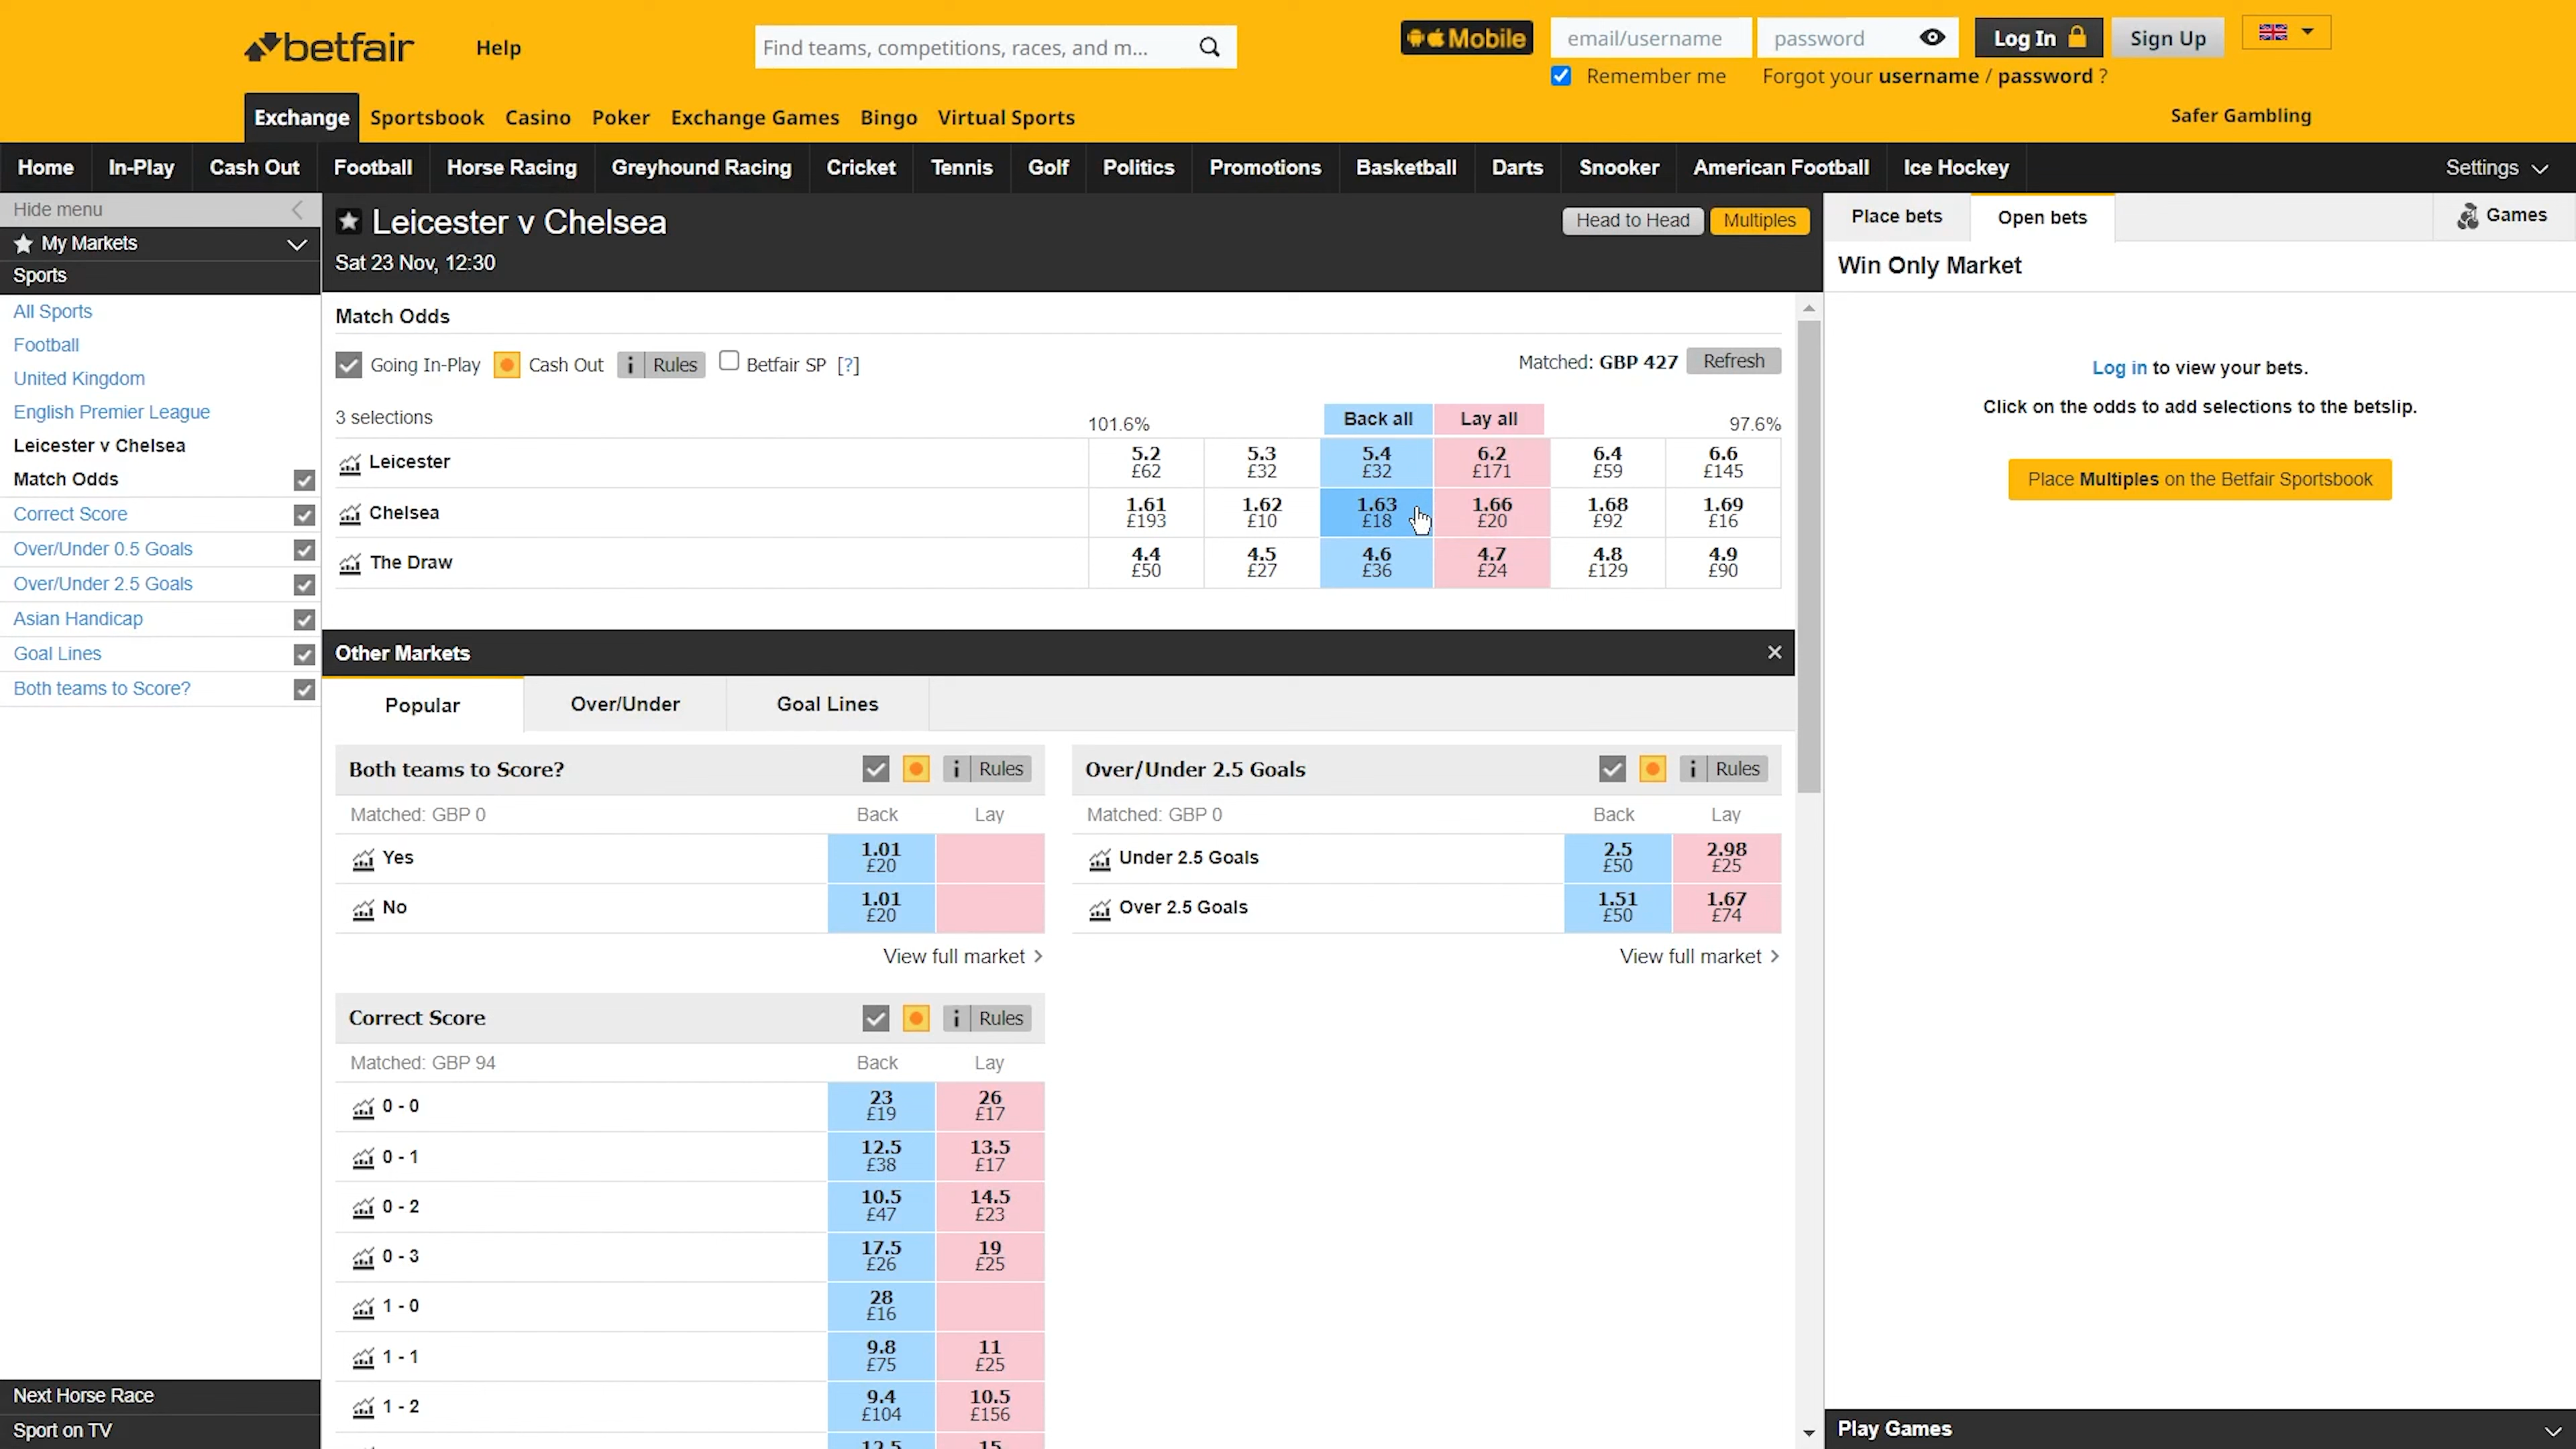 betfair
Help
Find teams, competitions, races, and m...
Mobile
email/username
password
Log In
Sign Up
Remember me
Forgot your username / password ?
Exchange
Sportsbook
Casino
Poker
Exchange Games
Bingo
Virtual Sports
Safer Gambling
Home
In-Play
Cash Out
Football
Horse Racing
Greyhound Racing
Cricket
Tennis
Golf
Politics
Promotions
Basketball
Darts
Snooker
American Football
Ice Hockey
Settings
Hide menu
My Markets
Sports
All Sports
Football
United Kingdom
English Premier League
Leicester v Chelsea
Match Odds
Correct Score
Over/Under 0.5 Goals
Over/Under 2.5 Goals
Asian Handicap
Goal Lines
Both teams to Score?
Next Horse Race
Sport on TV
Leicester v Chelsea
Head to Head
Multiples
Sat 23 Nov, 12:30
Match Odds
Going In-Play
Cash Out
i Rules
Betfair SP [?]
Matched: GBP 427
Refresh
3 selections
101.6%
Back all
Lay all
97.6%
Leicester
5.2 5.3 5.4 6.2 6.4 6.6
£62 £32 £32 £171 £59 £145
Chelsea
1.61 1.62 1.63 1.66 1.68 1.69
£193 £10 £18 £20 £92 £16
The Draw
4.4 4.5 4.6 4.7 4.8 4.9
£50 £27 £36 £24 £129 £90
Other Markets
Popular
Over/Under
Goal Lines
Both teams to Score?
i Rules
Matched: GBP 0
Back Lay
Yes
1.01
£20
No
1.01
£20
View full market
Over/Under 2.5 Goals
i Rules
Matched: GBP 0
Back Lay
Under 2.5 Goals
2.5 2.98
£50 £25
Over 2.5 Goals
1.51 1.67
£50 £74
View full market
Correct Score
i Rules
Matched: GBP 94
Back Lay
0 - 0
23 26
£19 £17
0 - 1
12.5 13.5
£38 £17
0 - 2
10.5 14.5
£47 £23
0 - 3
17.5 19
£26 £25
1 - 0
28
£16
1 - 1
9.8 11
£75 £25
1 - 2
9.4 10.5
£104 £156
12.5 15
Place bets
Open bets
Games
Win Only Market
Log in to view your bets.
Click on the odds to add selections to the betslip.
Place Multiples on the Betfair Sportsbook
Play Games